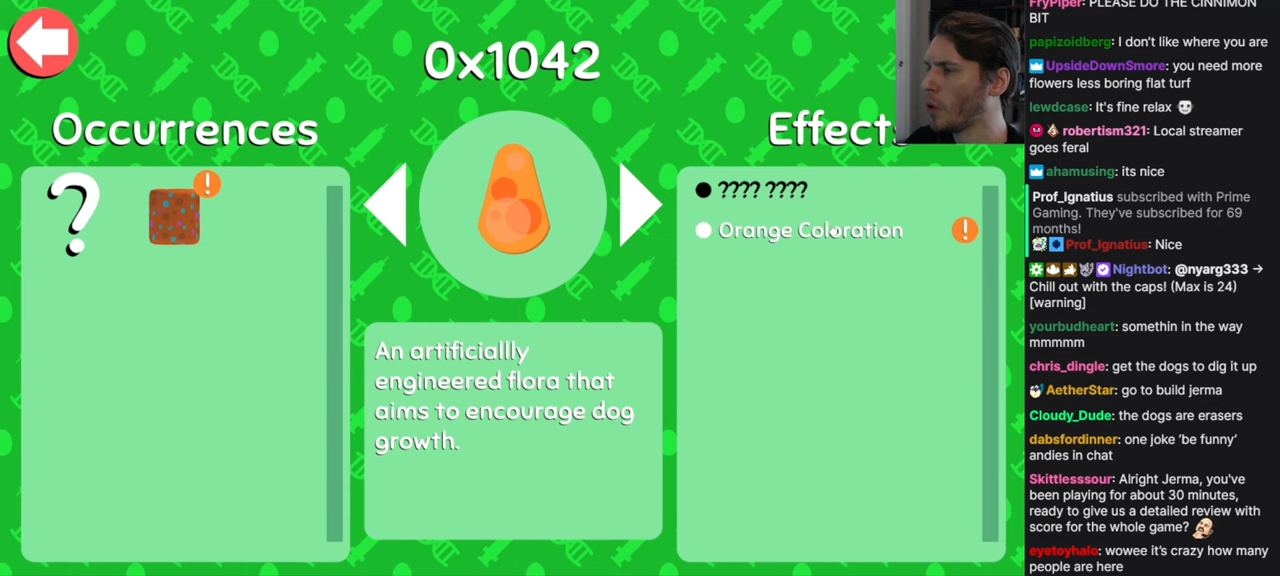 0x1042
Occurrences
Effects
?
!
???? ????
Orange Coloration
!
An artificiallly
engineered flora that
aims to encourage dog
growth.
FryPiper: PLEASE DO THE CINNIMON
BIT
papizoidberg: I don't like where you are
UpsideDownSmore: you need more
flowers less boring flat turf
lewdcase: It's fine relax
robertism321: Local streamer
goes feral
ahamusing: its nice
Prof_Ignatius subscribed with Prime
Gaming. They've subscribed for 69
months!
Prof_Ignatius: Nice
Nightbot: @nyarg333 →
Chill out with the caps! (Max is 24)
[warning]
yourbudheart: somethin in the way
mmmmm
chris_dingle: get the dogs to dig it up
AetherStar: go to build jerma
Cloudy_Dude: the dogs are erasers
dabsfordinner: one joke 'be funny'
andies in chat
Skittlesssour: Alright Jerma, you've
been playing for about 30 minutes,
ready to give us a detailed review with
score for the whole game?
eyetoyhalo: wowee it's crazy how many
people are here